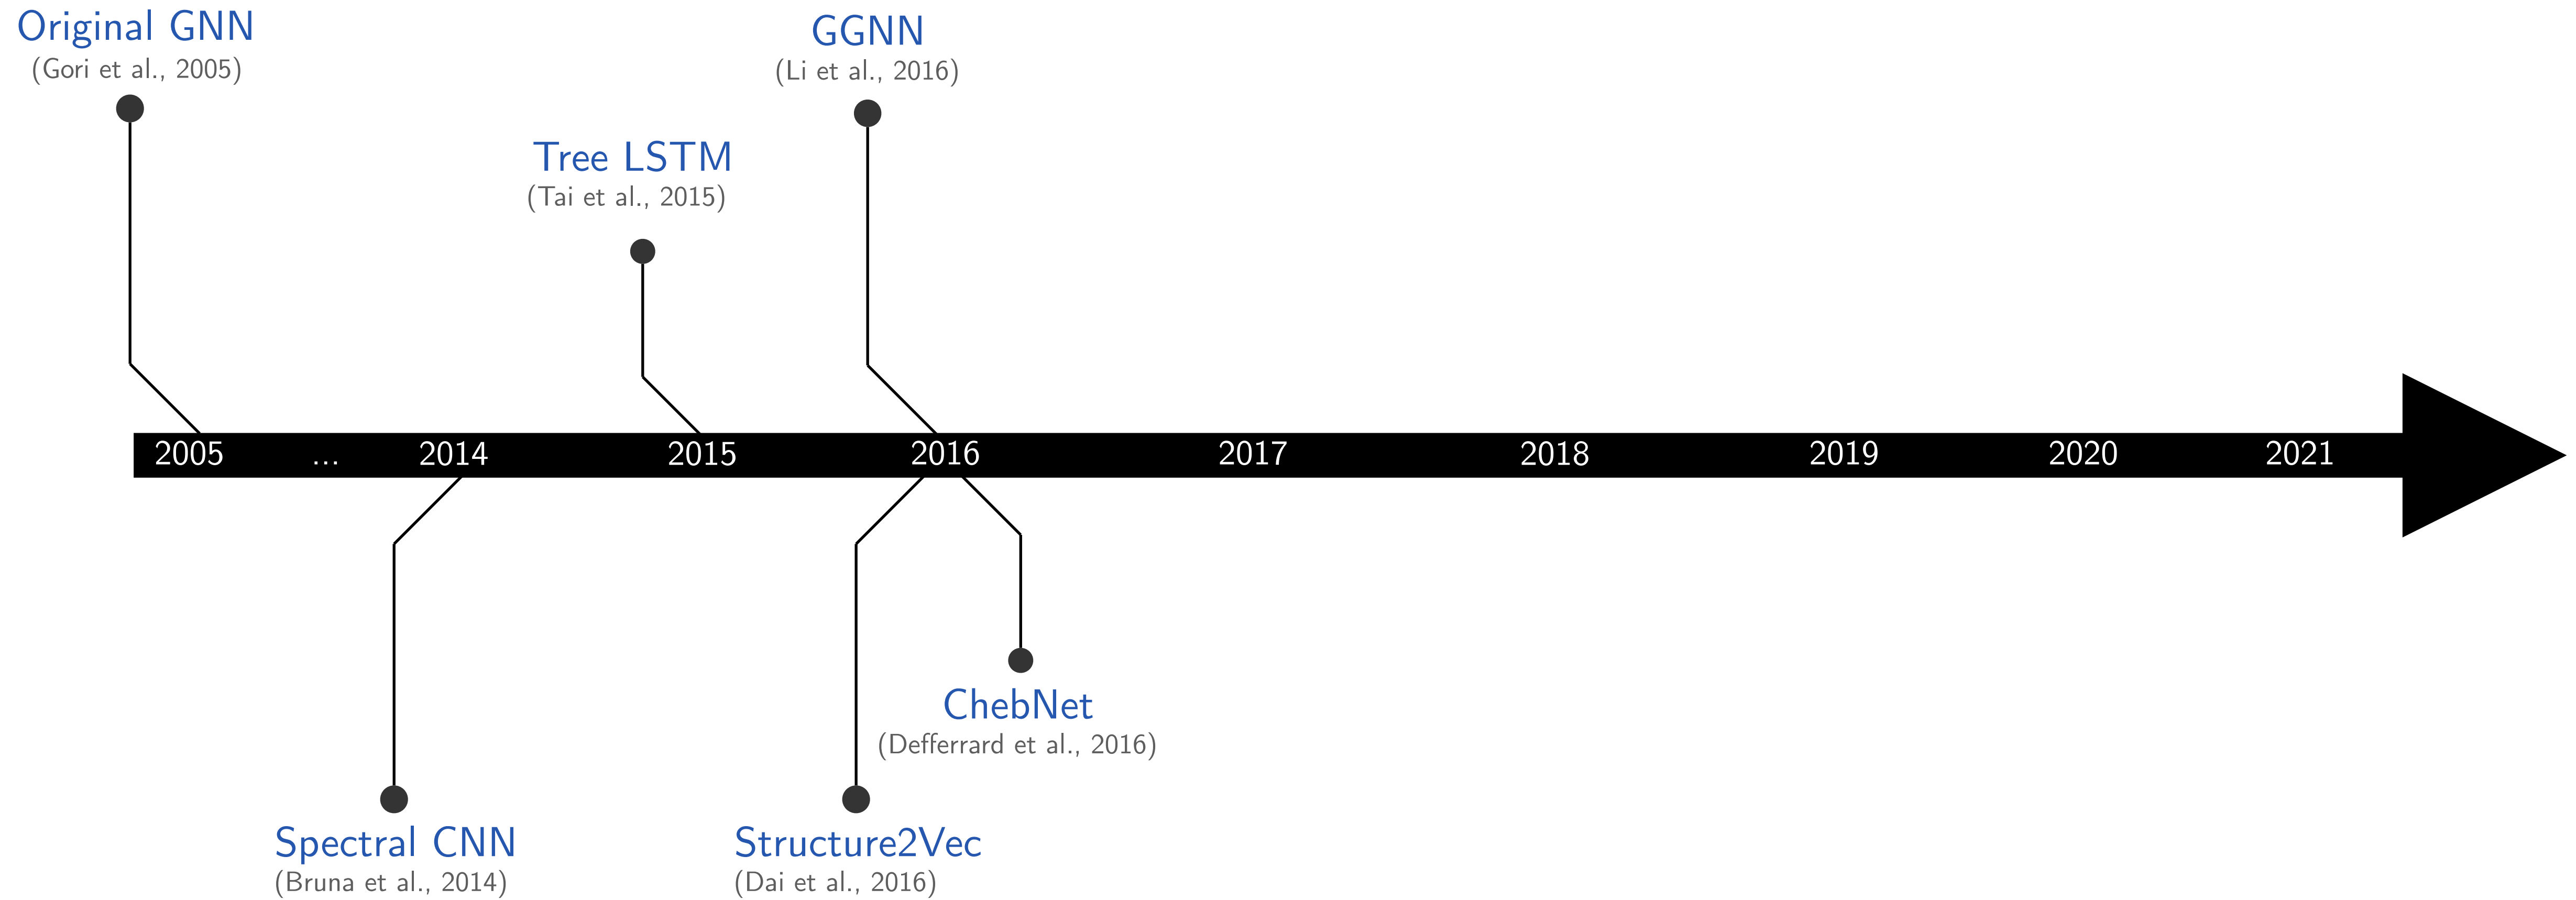 Original GNN
(Gori et al., 2005)
GGNN
(Li et al., 2016)
Tree LSTM
(Tai et al., 2015)
2005 ... 2014 2015 2016 2017 2018 2019 2020 2021
ChebNet
(Defferrard et al., 2016)
Spectral CNN
(Bruna et al., 2014)
Structure2Vec
(Dai et al., 2016)